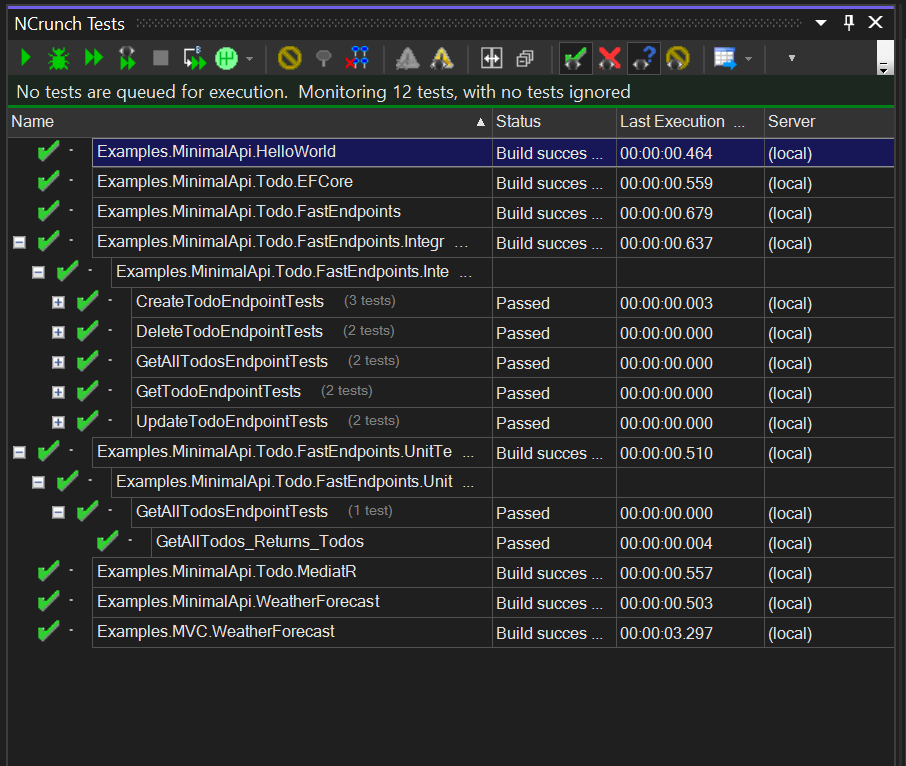 NCrunch Tests
No tests are queued for execution.  Monitoring 12 tests, with no tests ignored
Name Status Last Execution ... Server
Examples.MinimalApi.HelloWorld Build succes ... 00:00:00.464 (local)
Examples.MinimalApi.Todo.EFCore Build succes ... 00:00:00.559 (local)
Examples.MinimalApi.Todo.FastEndpoints Build succes ... 00:00:00.679 (local)
Examples.MinimalApi.Todo.FastEndpoints.Integr ... Build succes ... 00:00:00.637 (local)
Examples.MinimalApi.Todo.FastEndpoints.Inte ...
CreateTodoEndpointTests (3 tests) Passed 00:00:00.003 (local)
DeleteTodoEndpointTests (2 tests) Passed 00:00:00.000 (local)
GetAllTodosEndpointTests (2 tests) Passed 00:00:00.000 (local)
GetTodoEndpointTests (2 tests) Passed 00:00:00.000 (local)
UpdateTodoEndpointTests (2 tests) Passed 00:00:00.000 (local)
Examples.MinimalApi.Todo.FastEndpoints.UnitTe ... Build succes ... 00:00:00.510 (local)
Examples.MinimalApi.Todo.FastEndpoints.Unit ...
GetAllTodosEndpointTests (1 test) Passed 00:00:00.000 (local)
GetAllTodos_Returns_Todos Passed 00:00:00.004 (local)
Examples.MinimalApi.Todo.MediatR Build succes ... 00:00:00.557 (local)
Examples.MinimalApi.WeatherForecast Build succes ... 00:00:00.503 (local)
Examples.MVC.WeatherForecast Build succes ... 00:00:03.297 (local)